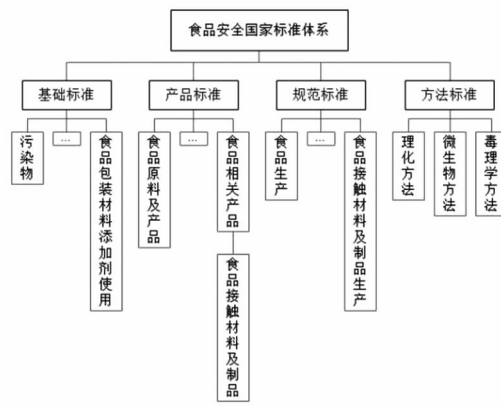 食品安全国家标准体系
基础标准
产品标准
规范标准
方法标准
污染物
...
食品包装材料添加剂使用
食品原料及产品
...
食品相关产品
食品生产
...
食品接触材料及制品生产
理化方法
微生物方法
毒理学方法
食品接触材料及制品